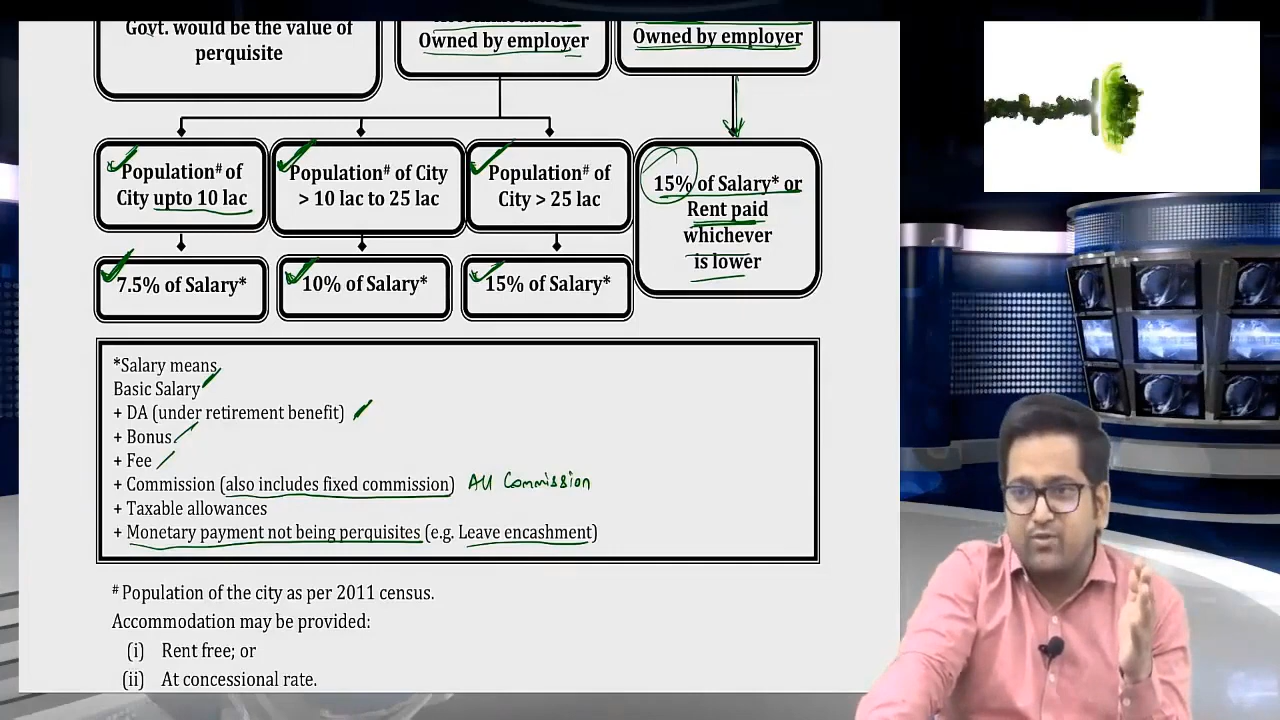 Govt. would be the value of
perquisite
Owned by employer
Owned by employer
Population# of
City upto 10 lac
Population# of City
> 10 lac to 25 lac
Population# of
City > 25 lac
15% of Salary* or
Rent paid
whichever
is lower
7.5% of Salary*
10% of Salary*
15% of Salary*
*Salary means
Basic Salary
+ DA (under retirement benefit)
+ Bonus
+ Fee
+ Commission (also includes fixed commission) All Commission
+ Taxable allowances
+ Monetary payment not being perquisites (e.g. Leave encashment)
# Population of the city as per 2011 census.
Accommodation may be provided:
(i) Rent free; or
(ii) At concessional rate.